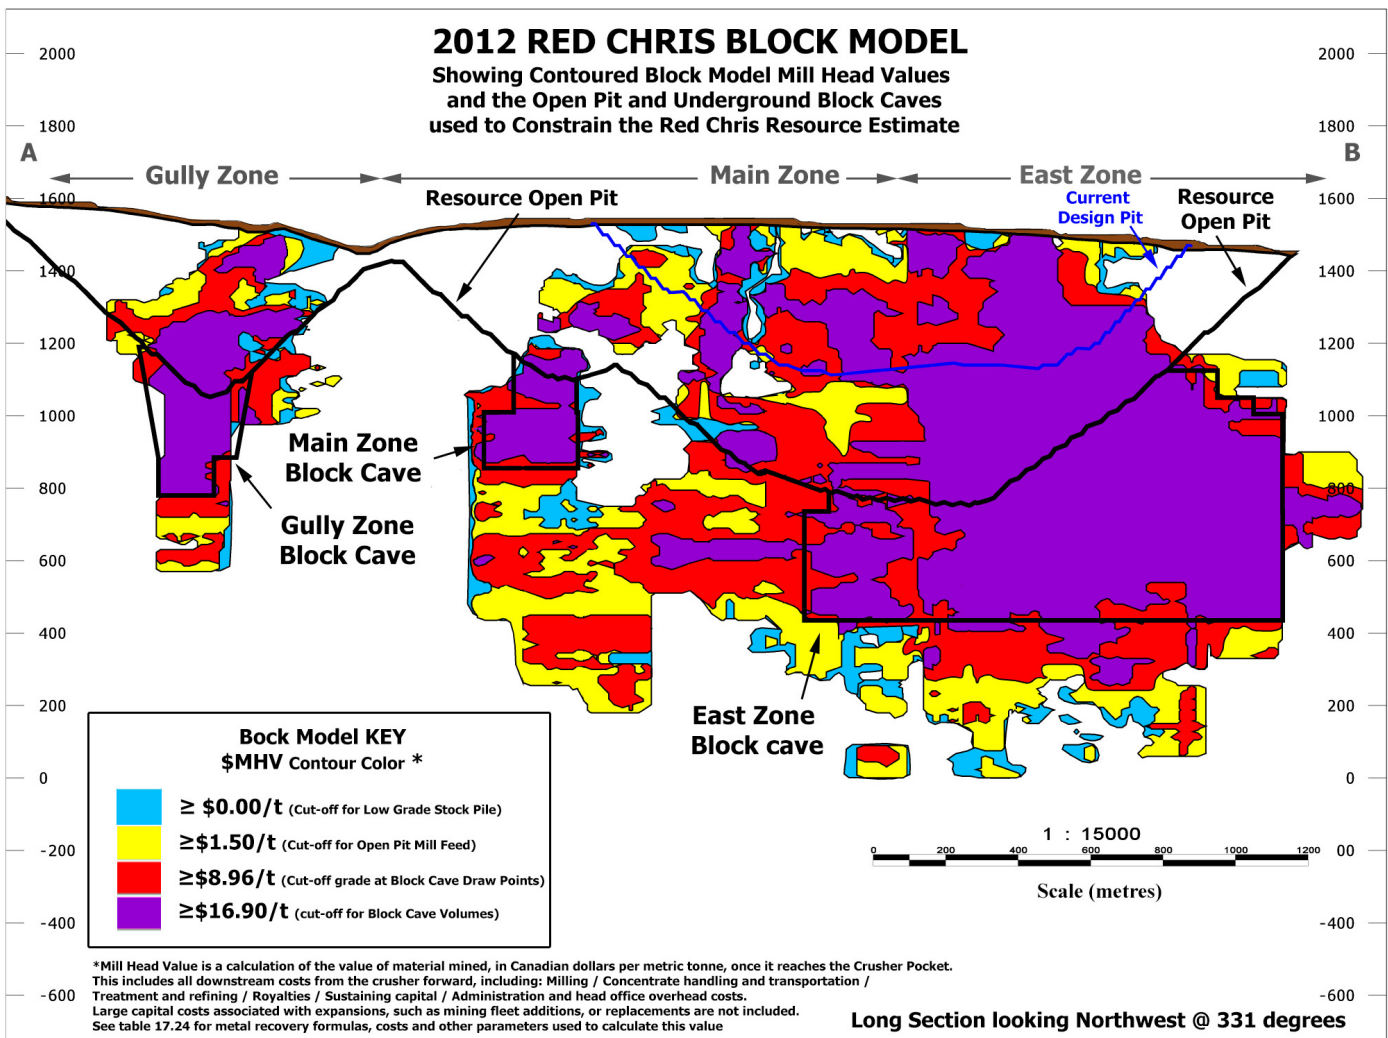 2012 RED CHRIS BLOCK MODEL
Showing Contoured Block Model Mill Head Values
and the Open Pit and Underground Block Caves
used to Constrain the Red Chris Resource Estimate
2000
2000
1800
1800
A
B
Gully Zone
Main Zone
East Zone
1600
1600
Resource Open Pit
Current
Design Pit
Resource
Open Pit
1400
1400
1200
1200
1000
1000
Main Zone
Block Cave
800
800
Gully Zone
Block Cave
600
600
400
400
East Zone
Block cave
200
200
0
0
Bock Model KEY
$MHV Contour Color *
≥ $0.00/t (Cut-off for Low Grade Stock Pile)
≥$1.50/t (Cut-off for Open Pit Mill Feed)
≥$8.96/t (Cut-off grade at Block Cave Draw Points)
≥$16.90/t (cut-off for Block Cave Volumes)
1 : 15000
0 200 400 600 800 1000 1200
Scale (metres)
-200
00
-400
-400
-600
-600
*Mill Head Value is a calculation of the value of material mined, in Canadian dollars per metric tonne, once it reaches the Crusher Pocket.
This includes all downstream costs from the crusher forward, including: Milling / Concentrate handling and transportation /
Treatment and refining / Royalties / Sustaining capital / Administration and head office overhead costs.
Large capital costs associated with expansions, such as mining fleet additions, or replacements are not included.
See table 17.24 for metal recovery formulas, costs and other parameters used to calculate this value
Long Section looking Northwest @ 331 degrees